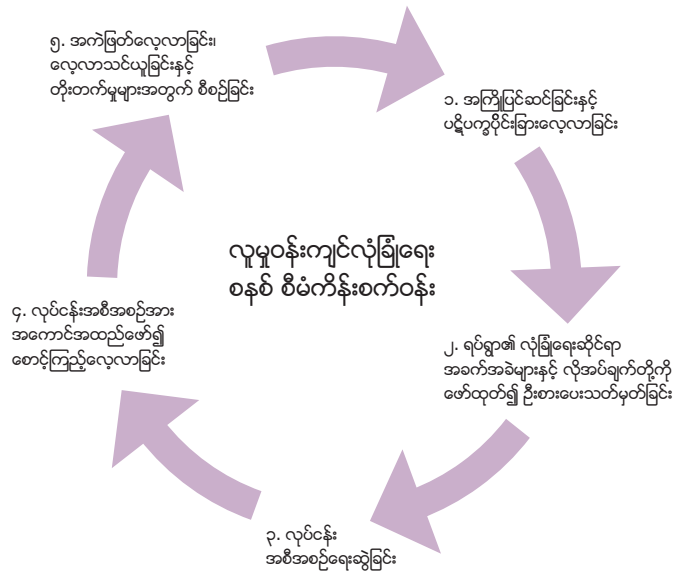 ၅. အကဲဖြတ်လေ့လာခြင်း၊
လေ့လာသင်ယူခြင်းနှင့်
တိုးတက်မှုများအတွက် စီစဉ်ခြင်း
၁. အကြိုပြင်ဆင်ခြင်းနှင့်
ပဋိပက္ခပိုင်းခြားလေ့လာခြင်း
လူမှုဝန်းကျင်လုံခြုံရေး
စနစ် စီမံကိန်းစက်ဝန်း
၄. လုပ်ငန်းအစီအစဉ်အား
အကောင်အထည်ဖော်၍
စောင့်ကြည့်လေ့လာခြင်း
၂. ရပ်ရွာ၏ လုံခြုံရေးဆိုင်ရာ
အခက်အခဲများနှင့် လိုအပ်ချက်တို့ကို
ဖော်ထုတ်၍ ဦးစားပေးသတ်မှတ်ခြင်း
၃. လုပ်ငန်း
အစီအစဉ်ရေးဆွဲခြင်း